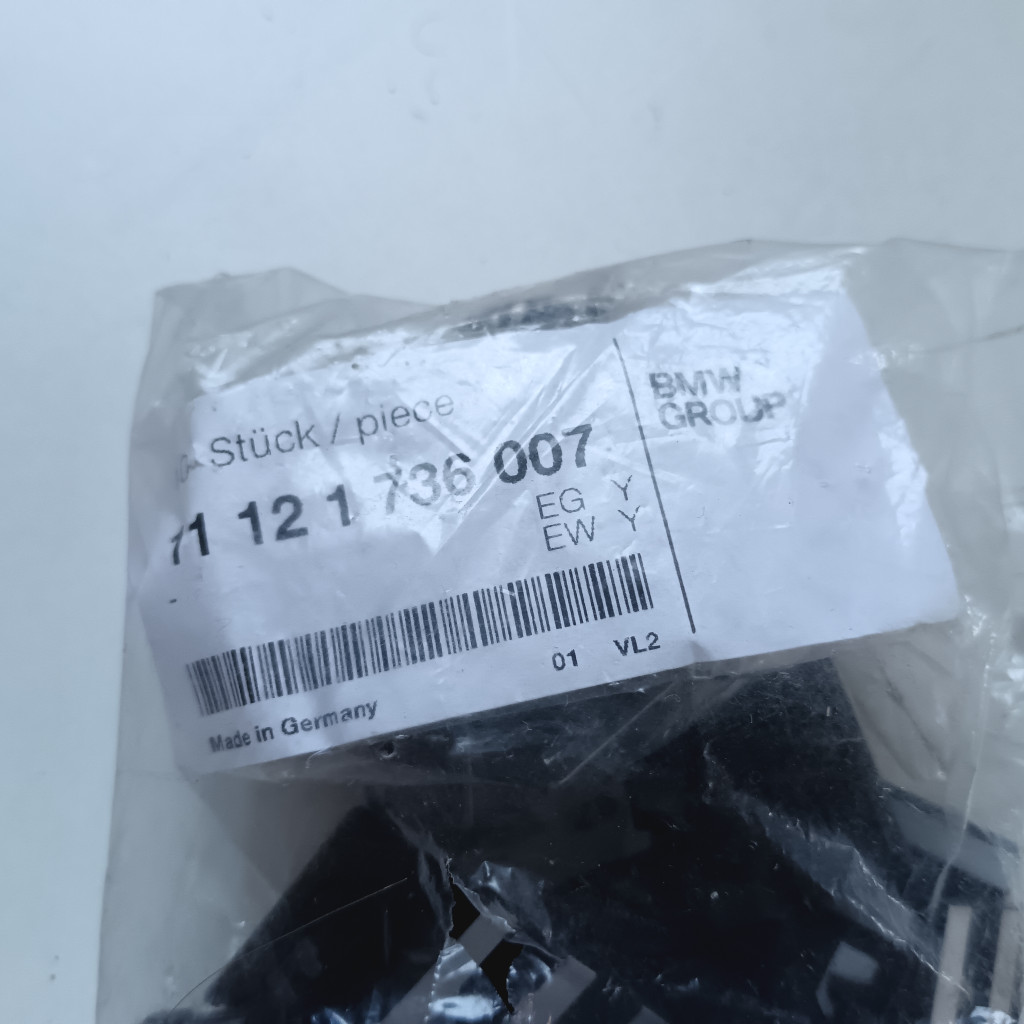 Stück / piece
11 12 1 736 007
EG Y
EW Y
01 VL2
Made in Germany
BMW
GROUP